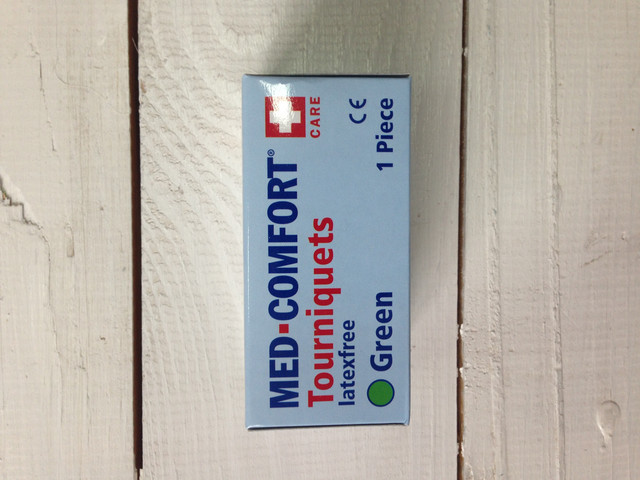 MED·COMFORT®
CARE
Tourniquets
latexfree
CE
Green
1 Piece